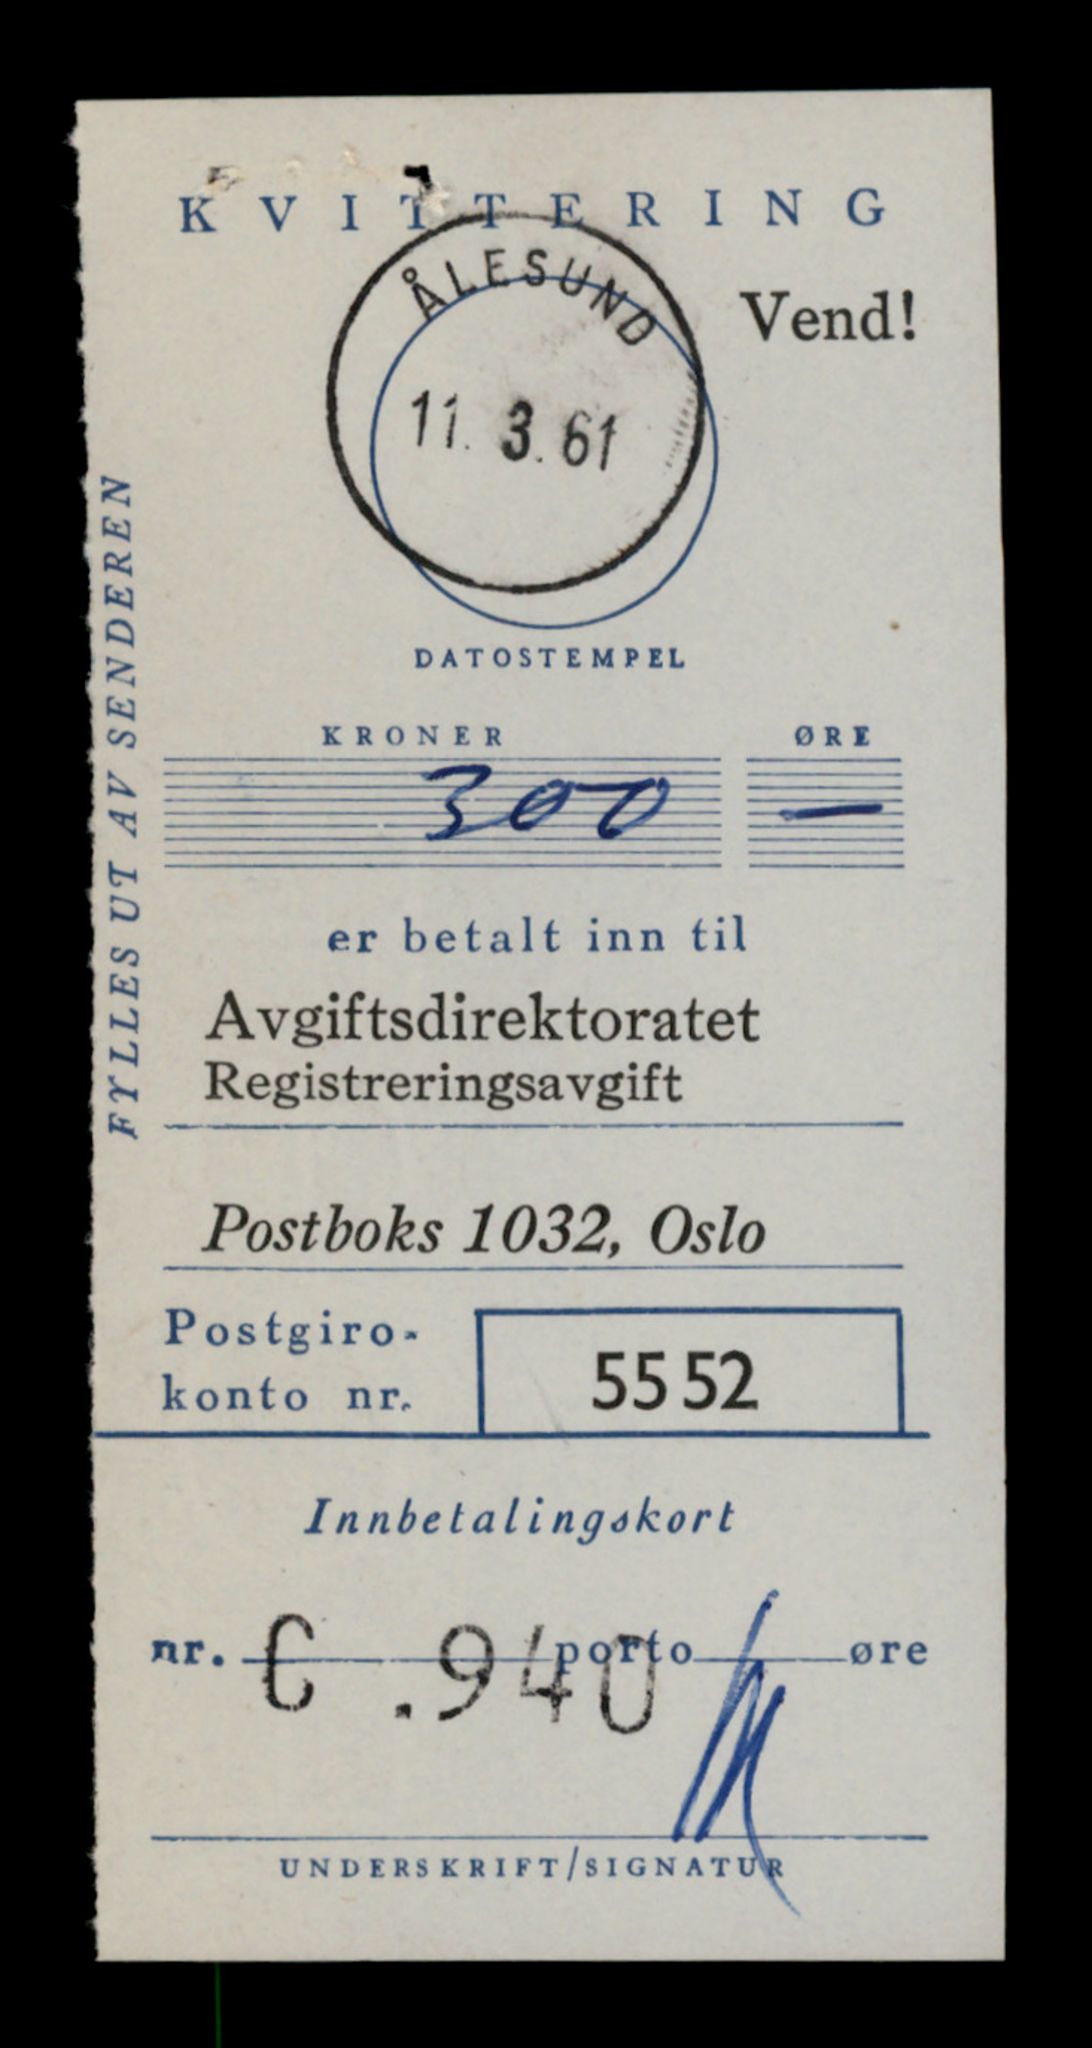 KVITTERING
ÅLESUND
Vend!
11. 3. 61
DATOSTEMPEL
FYLLES UT AV SENDEREN
KRONER ØRE
300 —
er betalt inn til
Avgiftsdirektoratet
Registreringsavgift
Postboks 1032, Oslo
Postgiro-
konto nr. 5552
Innbetalingskort
nr. C .940 porto øre
UNDERSKRIFT/SIGNATUR